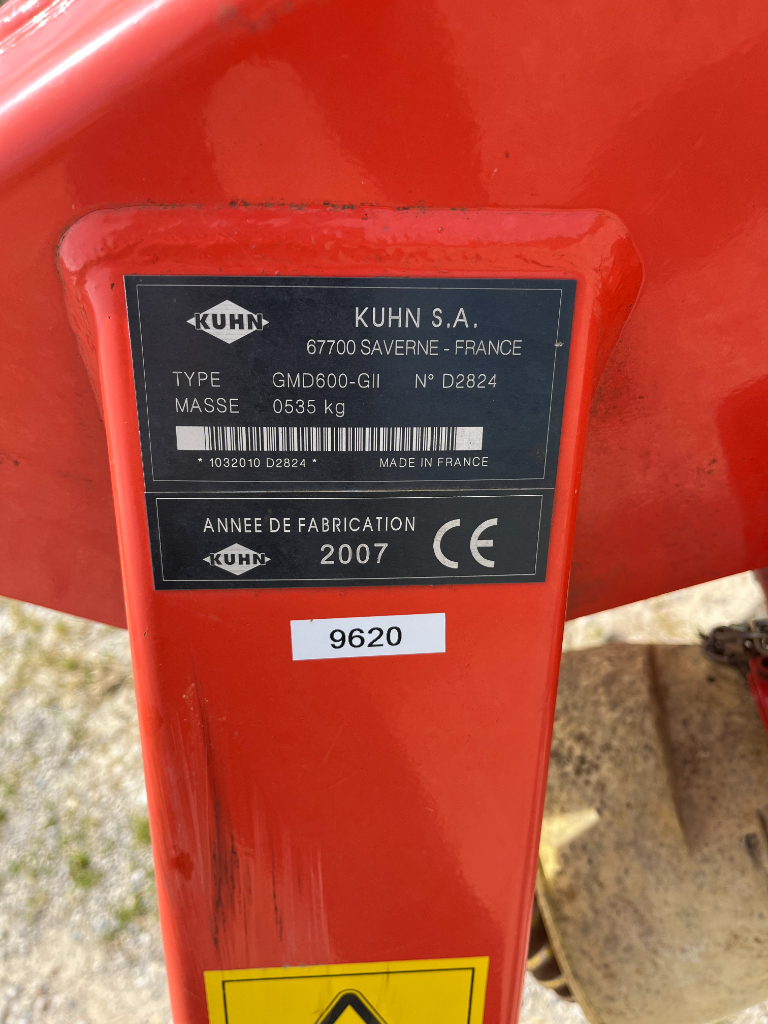 KUHN
KUHN S.A.
67700 SAVERNE - FRANCE
TYPE GMD600-GII N° D2824
MASSE 0535 kg
* 1032010 D2824 * MADE IN FRANCE
ANNEE DE FABRICATION
KUHN 2007 CE
9620